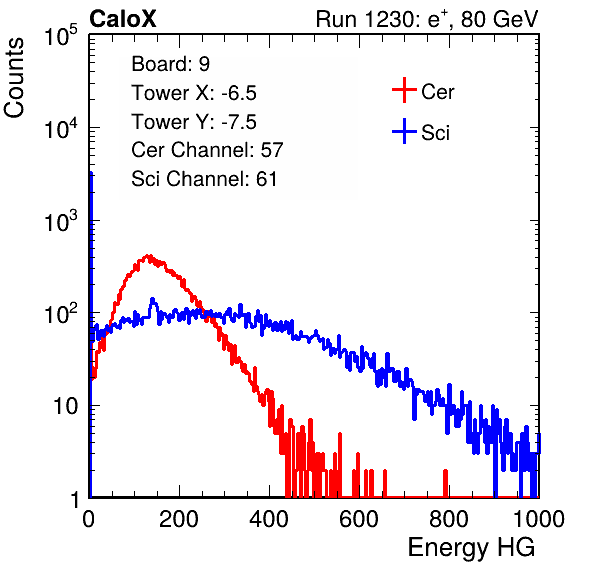 CaloX Run 1230: e⁺, 80 GeV
Counts
Board: 9
Tower X: -6.5
Tower Y: -7.5
Cer Channel: 57
Sci Channel: 61
Cer
Sci
10⁵
10⁴
10³
10²
10
1
0 200 400 600 800 1000
Energy HG